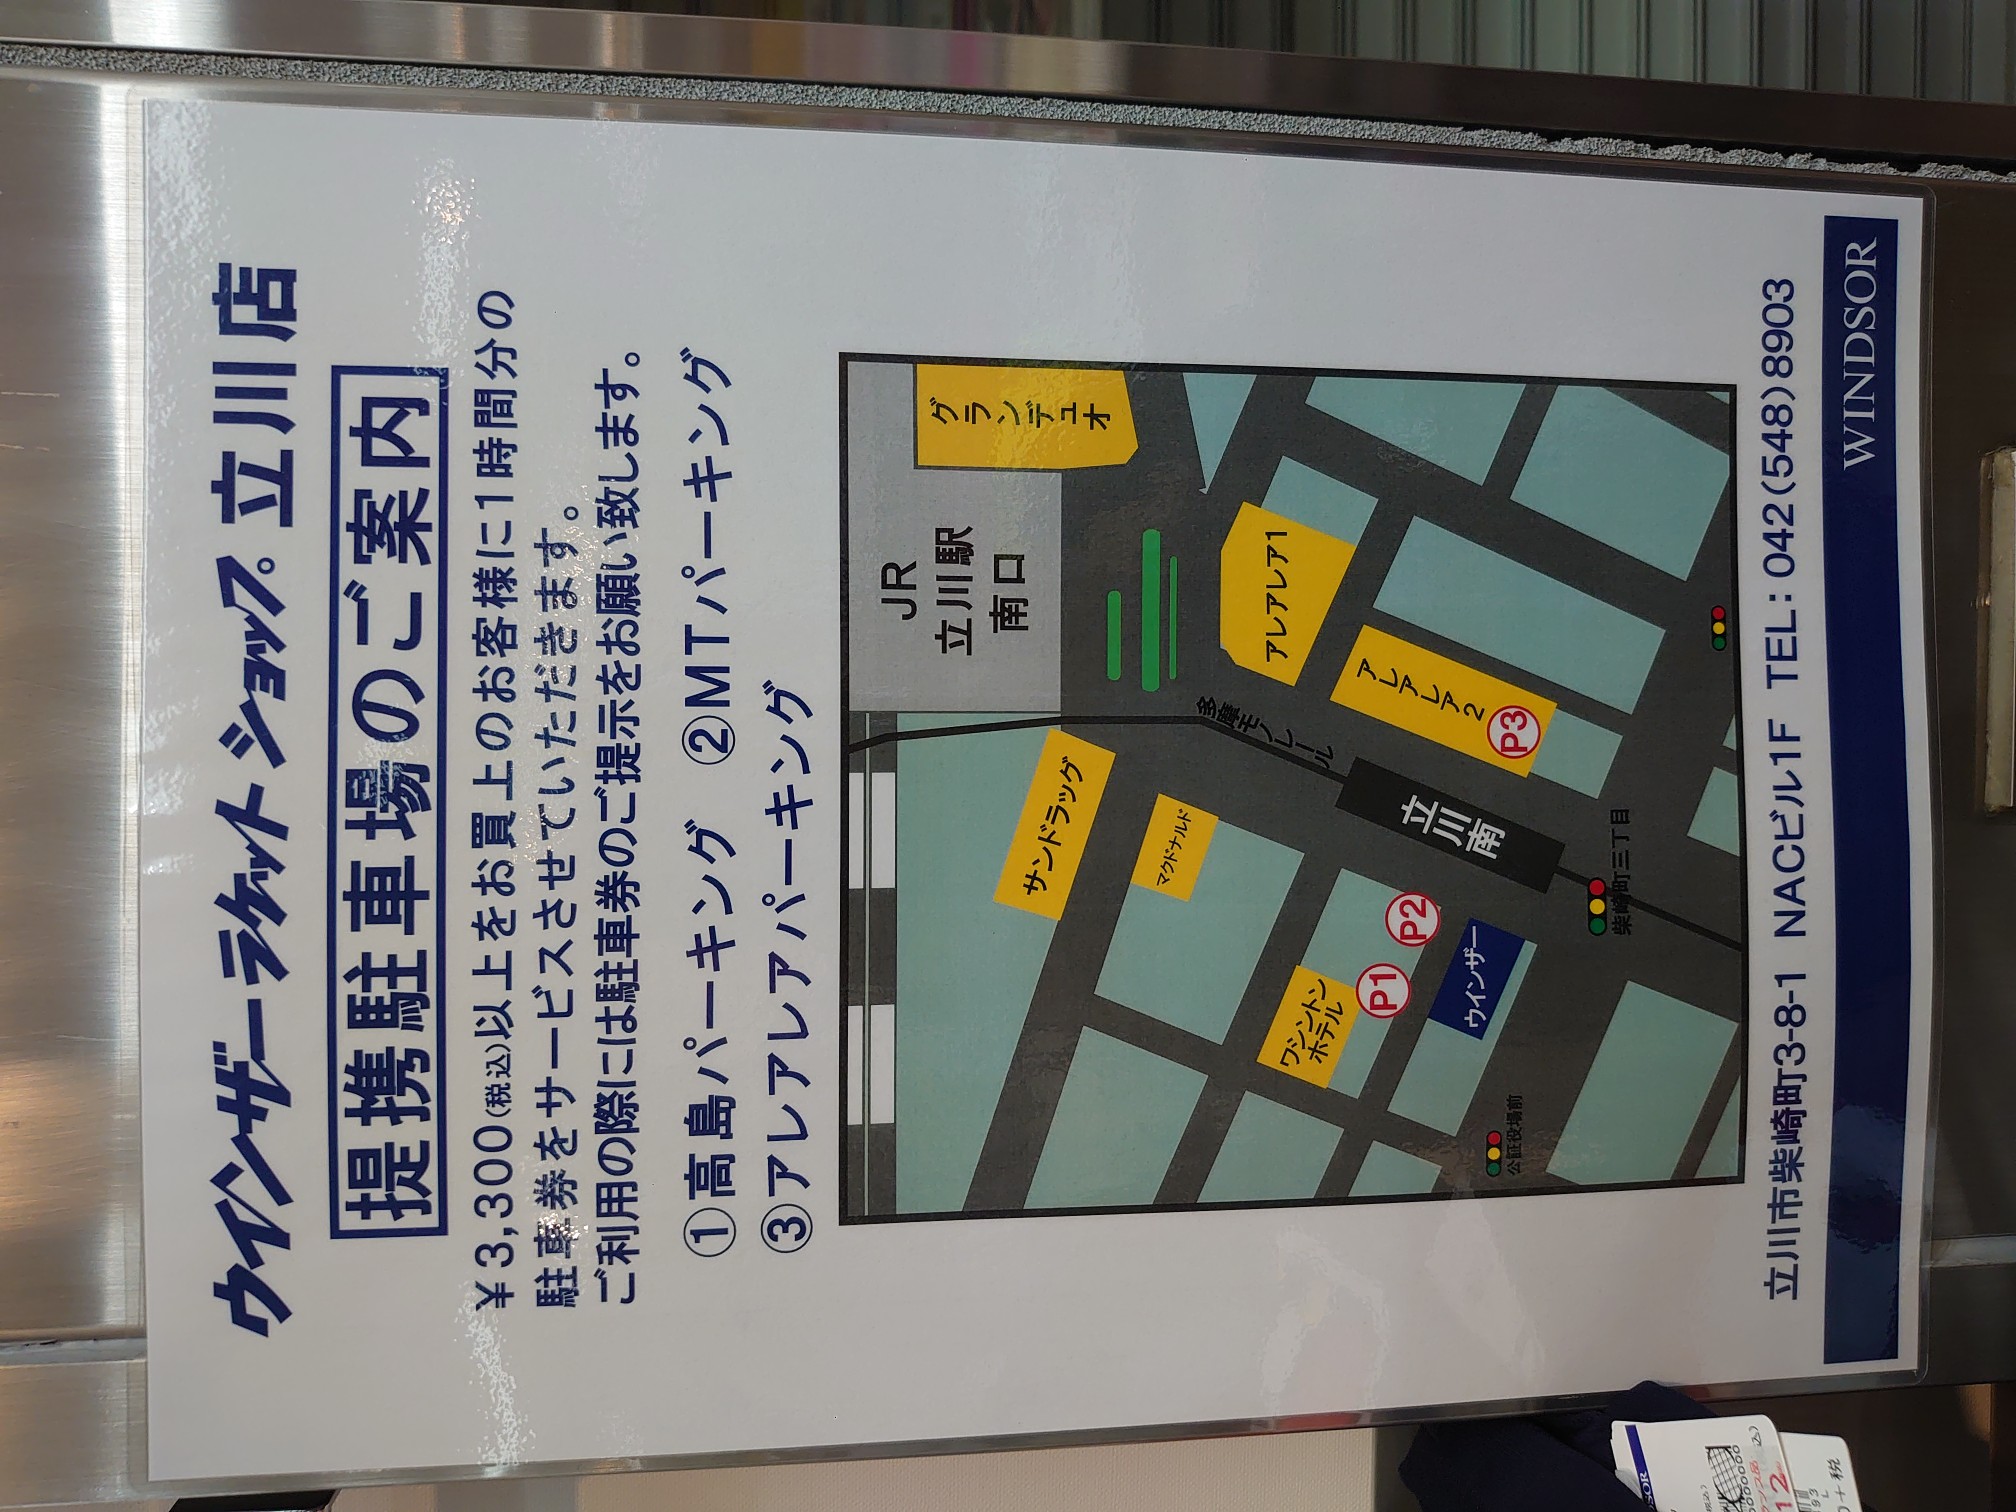 ウインザーラケットショップ 立川店
提携駐車場のご案内
￥3,300(税込)以上をお買上のお客様に1時間分の
駐車券をサービスさせていただきます。
ご利用の際には駐車券のご提示をお願い致します。
①高島パーキング ②MTパーキング
③アレアレアパーキング
JR
立川駅
南口
グランデュオ
多摩モノレール
サンドラッグ
アレアレア1
マクドナルド
アレアレア2
P3
立川南
P2
P1
ワシントン
ホテル
ウインザー
柴崎町三丁目
公証役場前
立川市柴崎町3-8-1 NACビル1F TEL:042(548)8903
WINDSOR